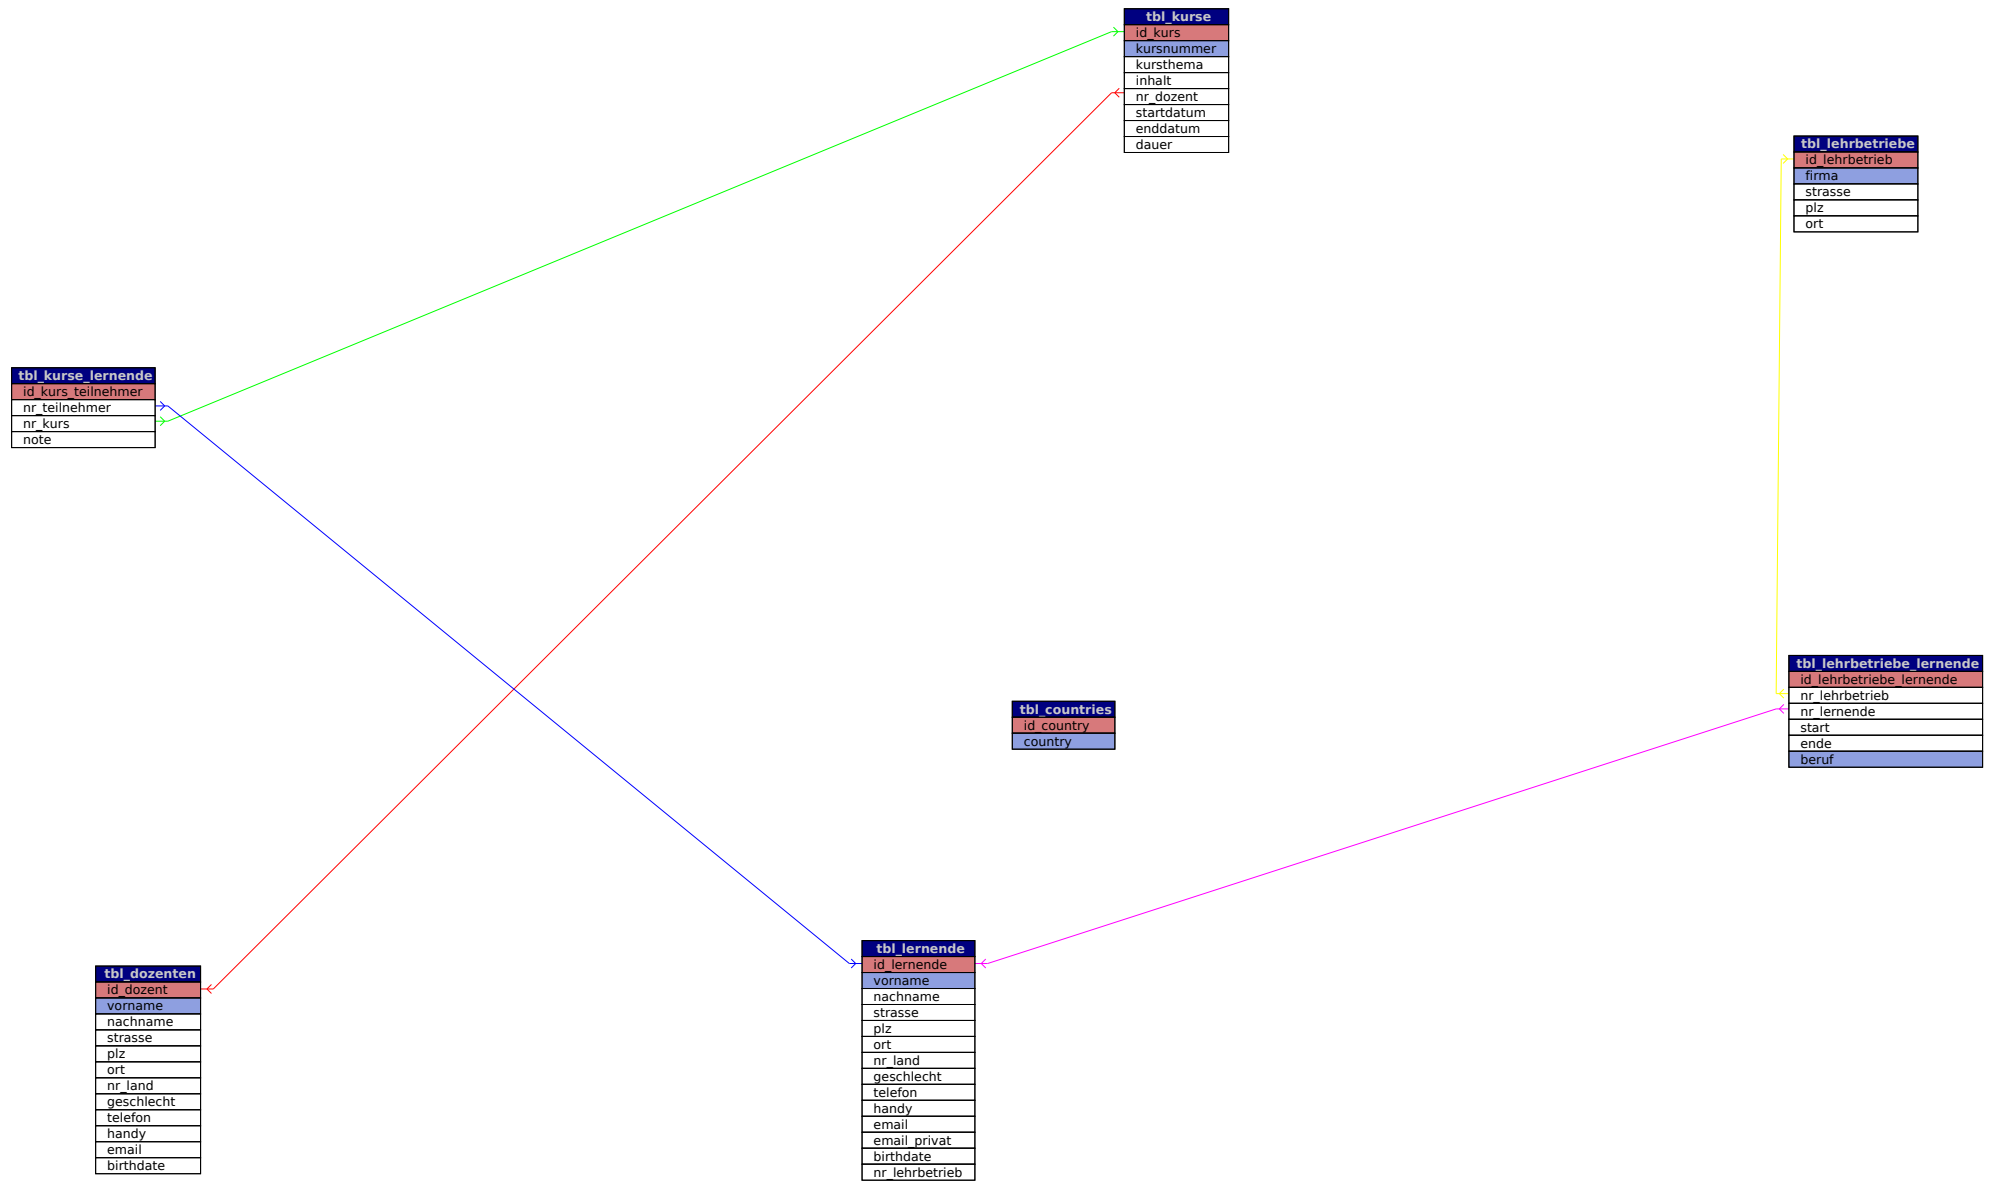 tbl_kurse
id_kurs
kursnummer
kursthema
inhalt
nr_dozent
startdatum
enddatum
dauer
tbl_lehrbetriebe
id_lehrbetrieb
firma
strasse
plz
ort
tbl_kurse_lernende
id_kurs_teilnehmer
nr_teilnehmer
nr_kurs
note
tbl_lehrbetriebe_lernende
id_lehrbetriebe_lernende
nr_lehrbetrieb
nr_lernende
start
ende
beruf
tbl_countries
id_country
country
tbl_lernende
id_lernende
vorname
nachname
strasse
plz
ort
nr_land
geschlecht
telefon
handy
email
email_privat
birthdate
nr_lehrbetrieb
tbl_dozenten
id_dozent
vorname
nachname
strasse
plz
ort
nr_land
geschlecht
telefon
handy
email
birthdate